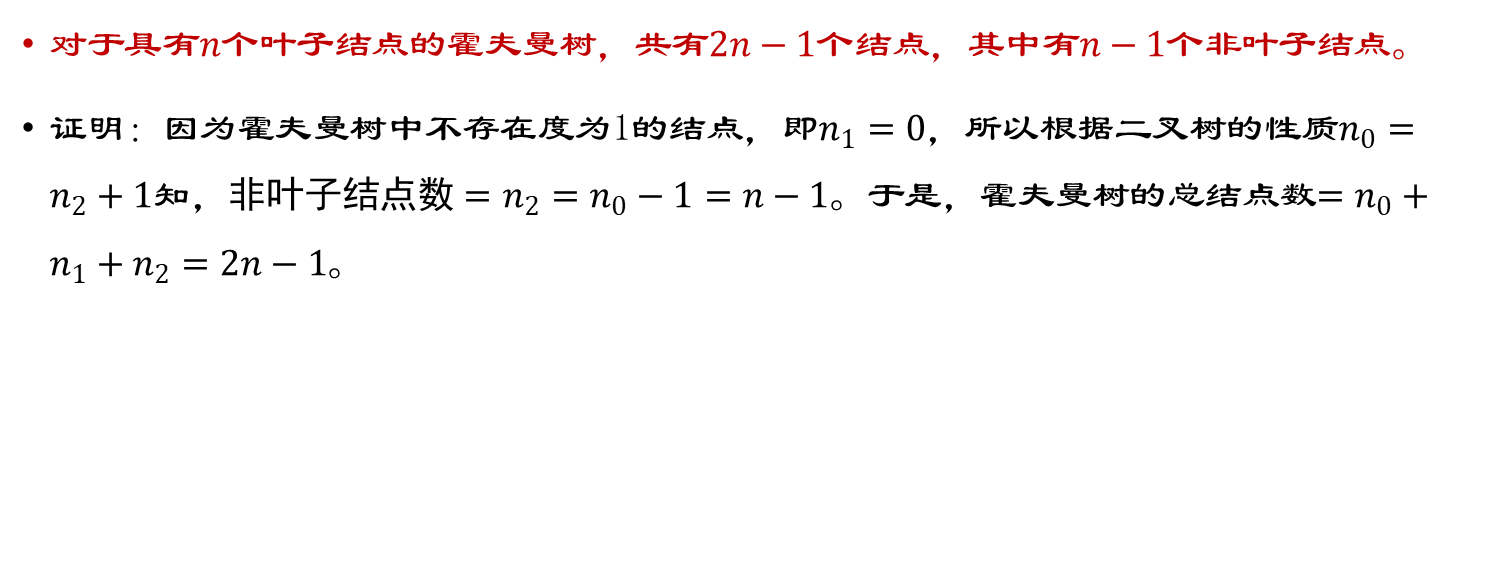 • 对于具有𝑛个叶子结点的霍夫曼树，共有2𝑛 − 1个结点，其中有𝑛 − 1个非叶子结点。
• 证明：因为霍夫曼树中不存在度为1的结点，即𝑛₁ = 0，所以根据二叉树的性质𝑛₀ =
𝑛₂ + 1知，非叶子结点数 = 𝑛₂ = 𝑛₀ − 1 = 𝑛 − 1。于是，霍夫曼树的总结点数= 𝑛₀ +
𝑛₁ + 𝑛₂ = 2𝑛 − 1。